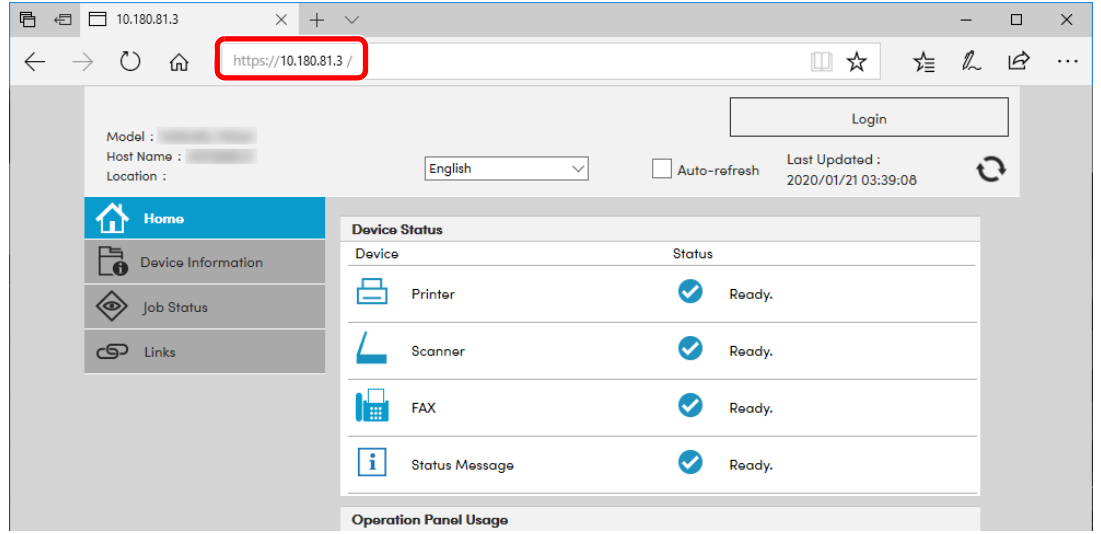 10.180.81.3
https://10.180.81.3 /
Login
Model :
Host Name :
Location :
English
Auto-refresh
Last Updated :
2020/01/21 03:39:08
Home
Device Information
Job Status
Links
Device Status
Device Status
Printer Ready.
Scanner Ready.
FAX Ready.
Status Message Ready.
Operation Panel Usage